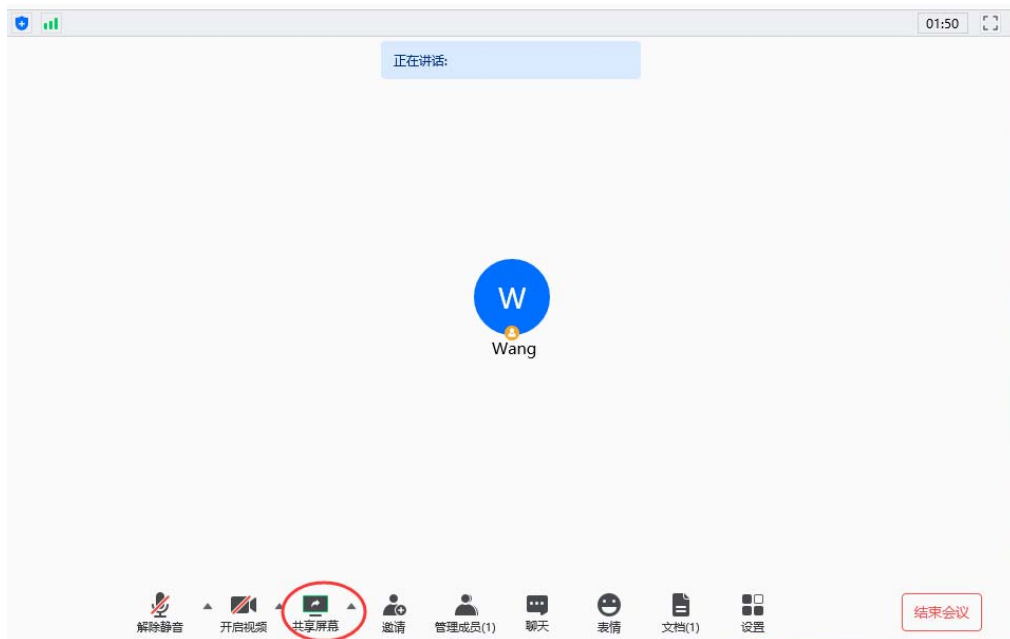 01:50
正在讲话:
W
Wang
解除静音
开启视频
共享屏幕
邀请
管理成员(1)
聊天
表情
文档(1)
设置
结束会议